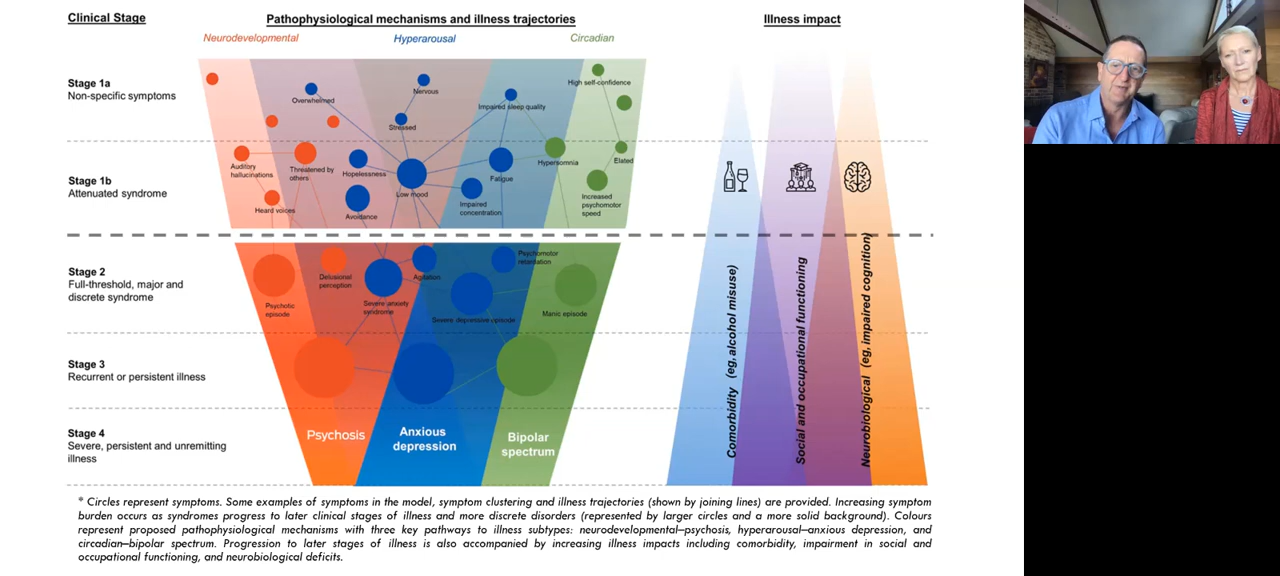 Clinical Stage
Pathophysiological mechanisms and illness trajectories
Illness impact
Neurodevelopmental
Hyperarousal
Circadian
Stage 1a
Non-specific symptoms
Overwhelmed
Nervous
Stressed
Impaired sleep quality
High self-confidence
Stage 1b
Attenuated syndrome
Auditory
hallucinations
Threatened by
others
Heard voices
Hopelessness
Avoidance
Low mood
Fatigue
Impaired
concentration
Hypersomnia
Elated
Increased
psychomotor
speed
Stage 2
Full-threshold, major and
discrete syndrome
Psychotic
episode
Delusional
perception
Severe anxiety
syndrome
Agitation
Psychomotor
retardation
Severe depressive episode
Manic episode
Stage 3
Recurrent or persistent illness
Stage 4
Severe, persistent and unremitting
illness
Psychosis
Anxious
depression
Bipolar
spectrum
Comorbidity (eg, alcohol misuse)
Social and occupational functioning
Neurobiological (eg, impaired cognition)
* Circles represent symptoms. Some examples of symptoms in the model, symptom clustering and illness trajectories (shown by joining lines) are provided. Increasing symptom
burden occurs as syndromes progress to later clinical stages of illness and more discrete disorders (represented by larger circles and a more solid background). Colours
represent proposed pathophysiological mechanisms with three key pathways to illness subtypes: neurodevelopmental–psychosis, hyperarousal–anxious depression, and
circadian–bipolar spectrum. Progression to later stages of illness is also accompanied by increasing illness impacts including comorbidity, impairment in social and
occupational functioning, and neurobiological deficits.